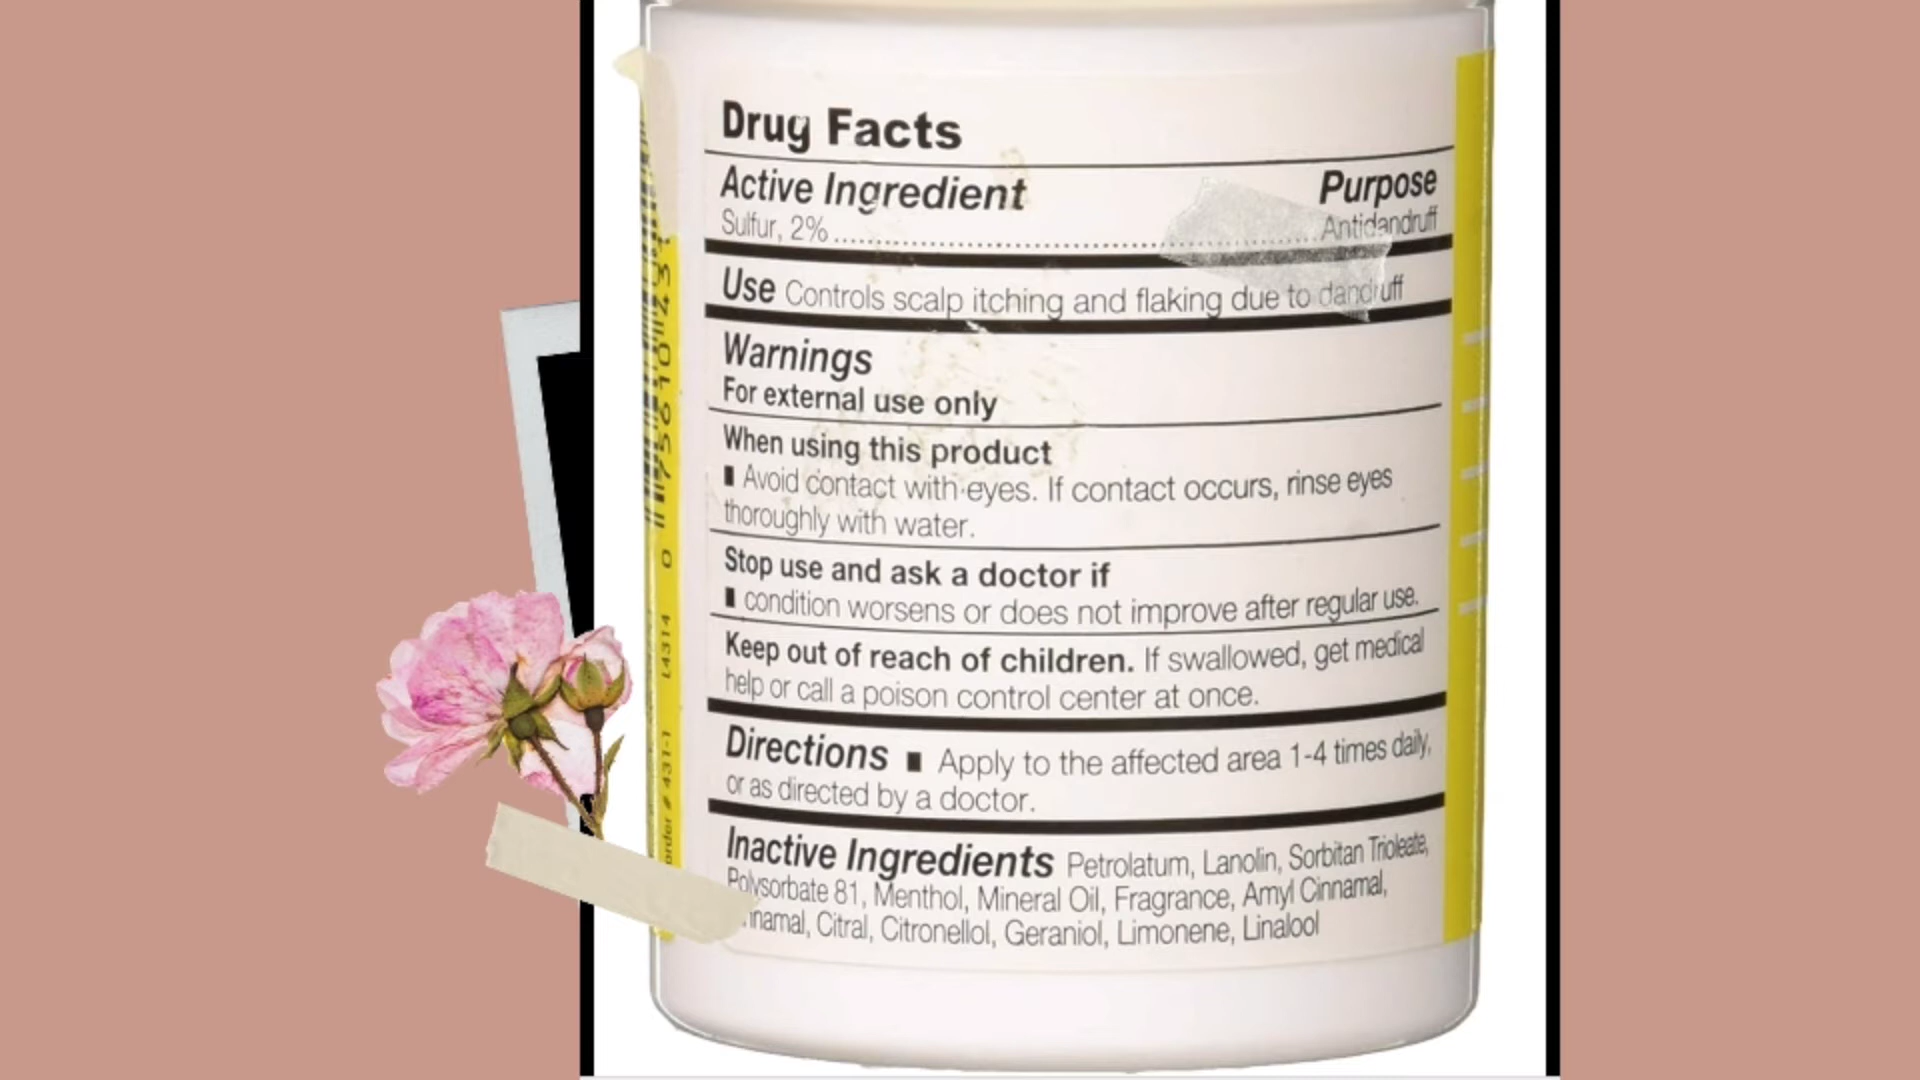 Drug Facts
Active Ingredient Purpose
Sulfur, 2% Antidandruff
Use Controls scalp itching and flaking due to dandruff
Warnings
For external use only
When using this product
■ Avoid contact with eyes. If contact occurs, rinse eyes
thoroughly with water.
Stop use and ask a doctor if
■ condition worsens or does not improve after regular use.
Keep out of reach of children. If swallowed, get medical
help or call a poison control center at once.
Directions ■ Apply to the affected area 1-4 times daily,
or as directed by a doctor.
Inactive Ingredients Petrolatum, Lanolin, Sorbitan Trioleate,
Polysorbate 81, Menthol, Mineral Oil, Fragrance, Amyl Cinnamal,
Citral, Citronellol, Geraniol, Limonene, Linalool
L4314